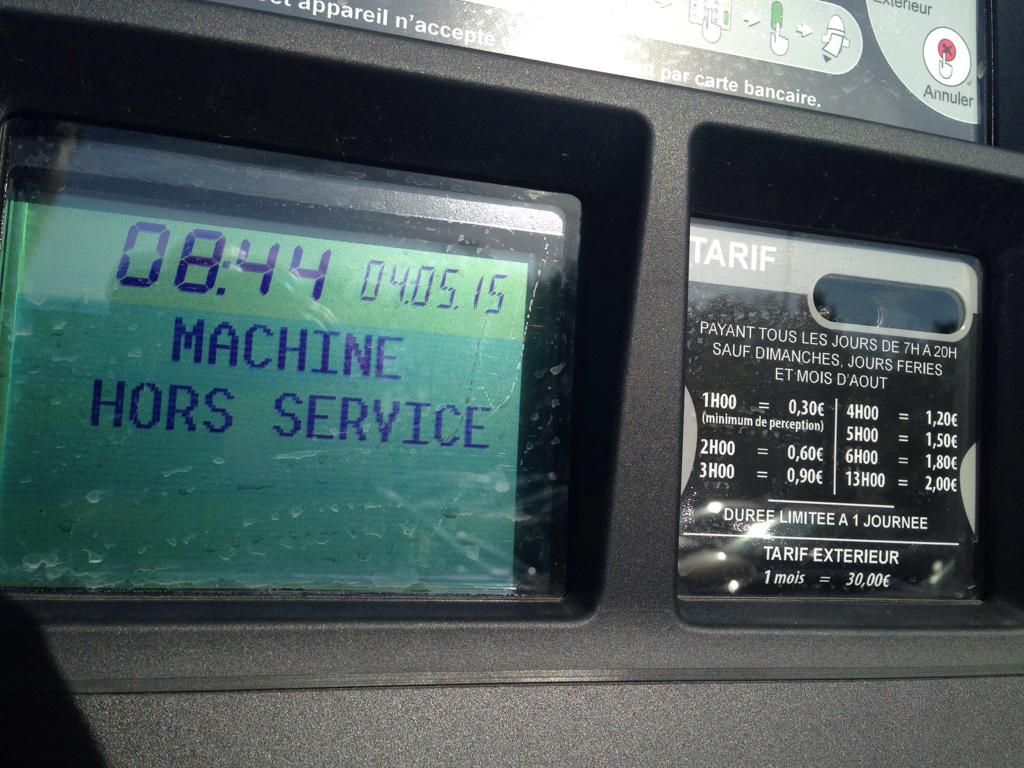 et appareil n'accepte
par carte bancaire.
Exterieur
Annuler
08:44 04.05.15
MACHINE
HORS SERVICE
TARIF
PAYANT TOUS LES JOURS DE 7H A 20H
SAUF DIMANCHES, JOURS FERIES
ET MOIS D'AOUT
1H00 = 0,30€
(minimum de perception)
2H00 = 0,60€
3H00 = 0,90€
4H00 = 1,20€
5H00 = 1,50€
6H00 = 1,80€
13H00 = 2,00€
DUREE LIMITEE A 1 JOURNEE
TARIF EXTERIEUR
1 mois = 30,00€